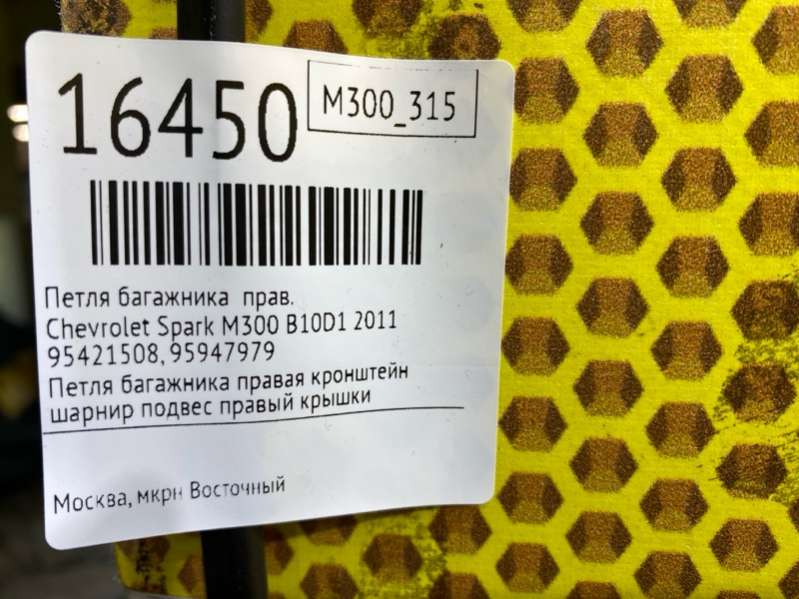 16450
M300_315
Петля багажника прав.
Chevrolet Spark M300 B10D1 2011
95421508, 95947979
Петля багажника правая кронштейн
шарнир подвес правый крышки
Москва, мкрн Восточный